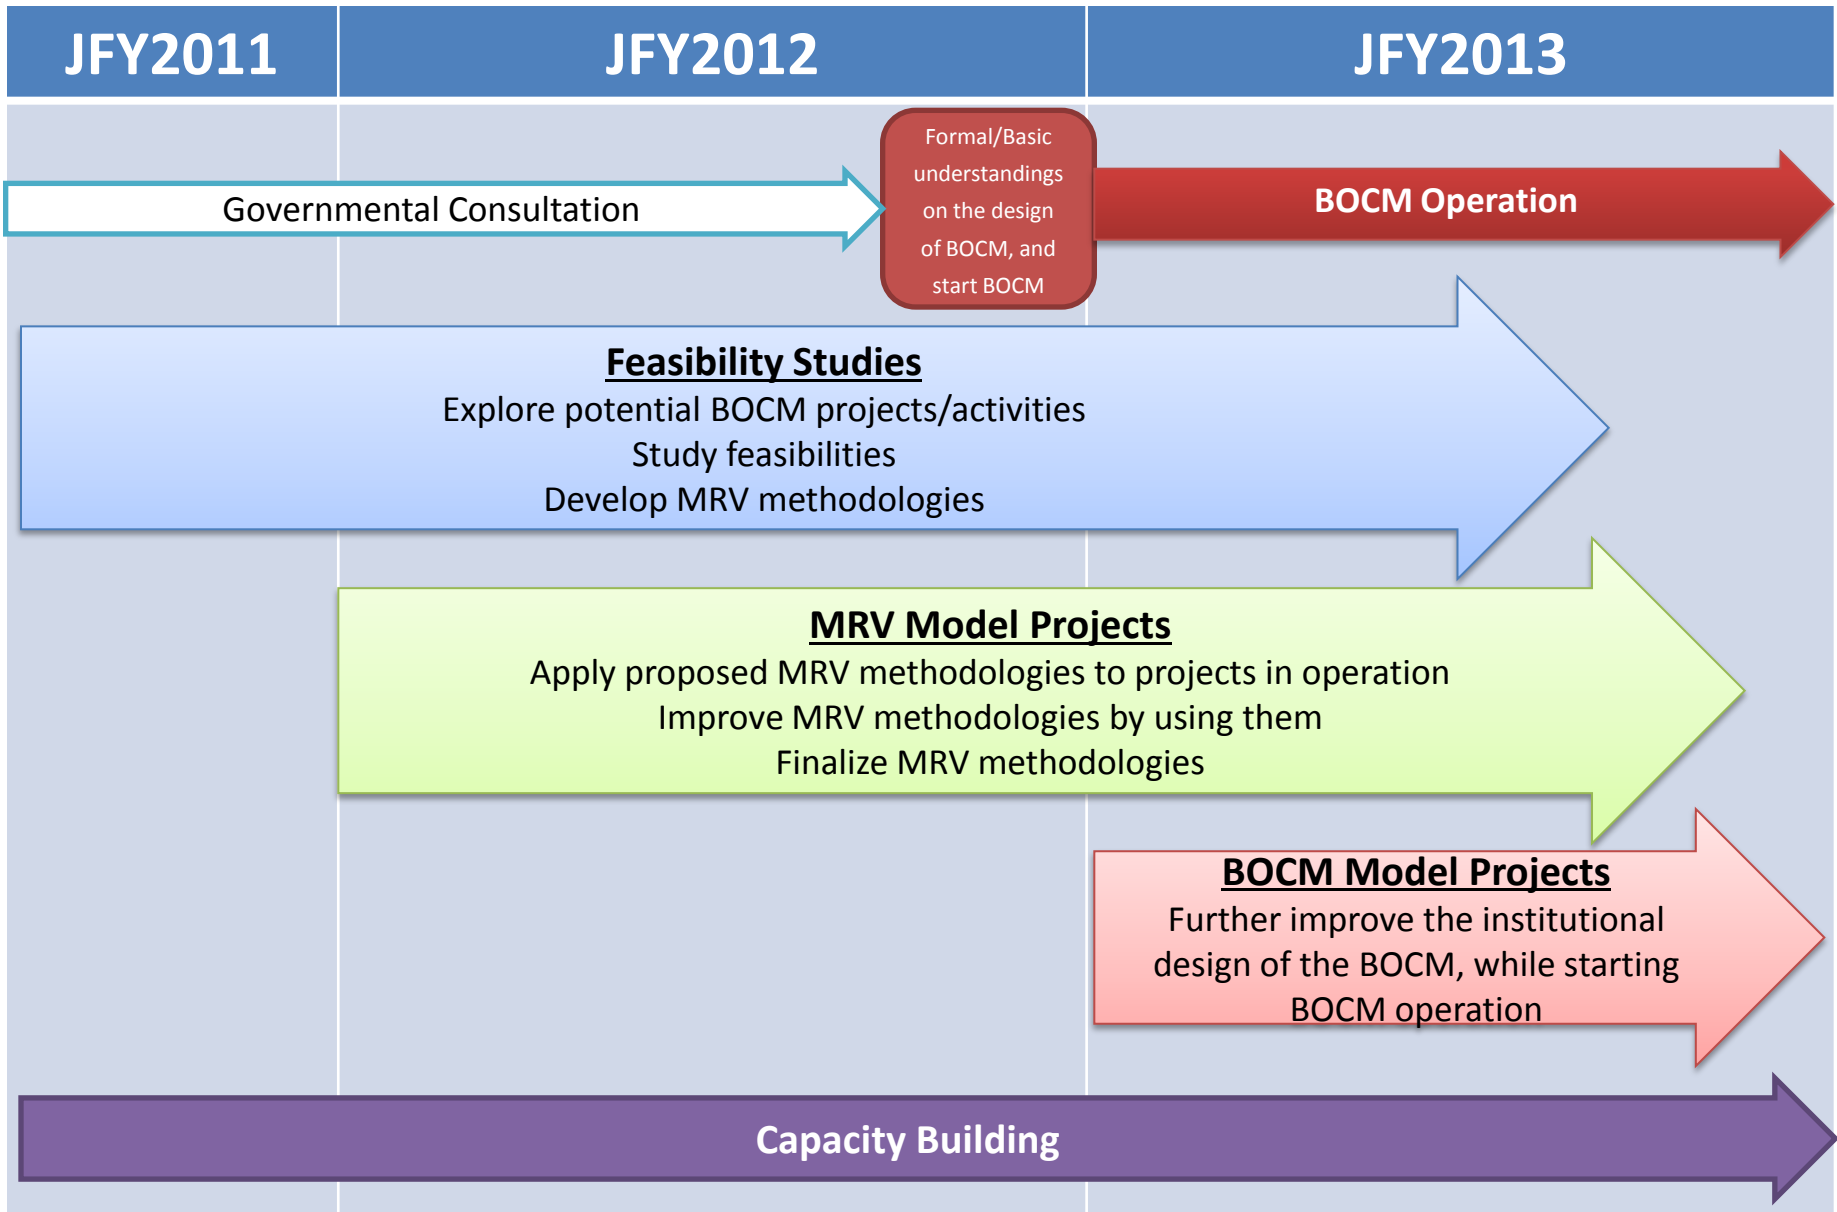 JFY2011
JFY2012
JFY2013
Governmental Consultation
Formal/Basic
understandings
on the design
of BOCM, and
start BOCM
BOCM Operation
Feasibility Studies
Explore potential BOCM projects/activities
Study feasibilities
Develop MRV methodologies
MRV Model Projects
Apply proposed MRV methodologies to projects in operation
Improve MRV methodologies by using them
Finalize MRV methodologies
BOCM Model Projects
Further improve the institutional
design of the BOCM, while starting
BOCM operation
Capacity Building